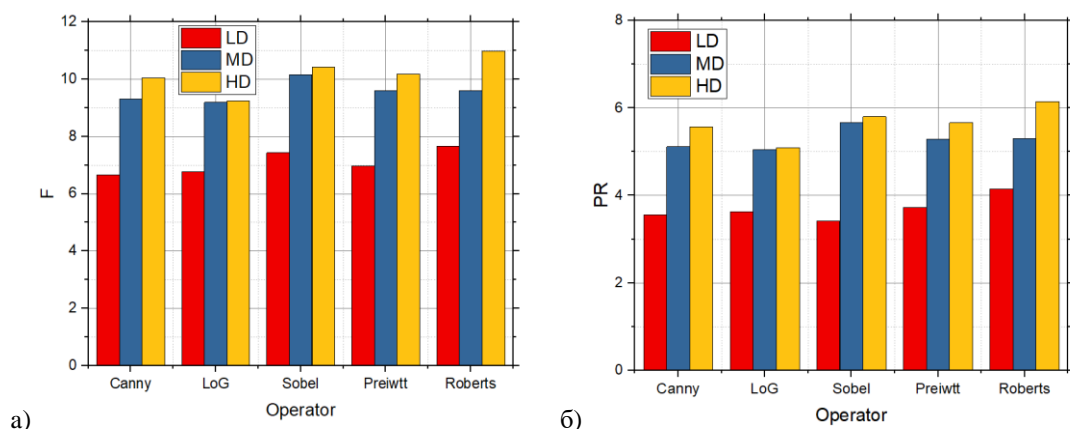 12
10
8
6
4
2
0
F
LD
MD
HD
Canny
LoG
Sobel
Preiwtt
Roberts
Operator
а)
8
6
4
2
0
PR
LD
MD
HD
Canny
LoG
Sobel
Preiwtt
Roberts
Operator
б)